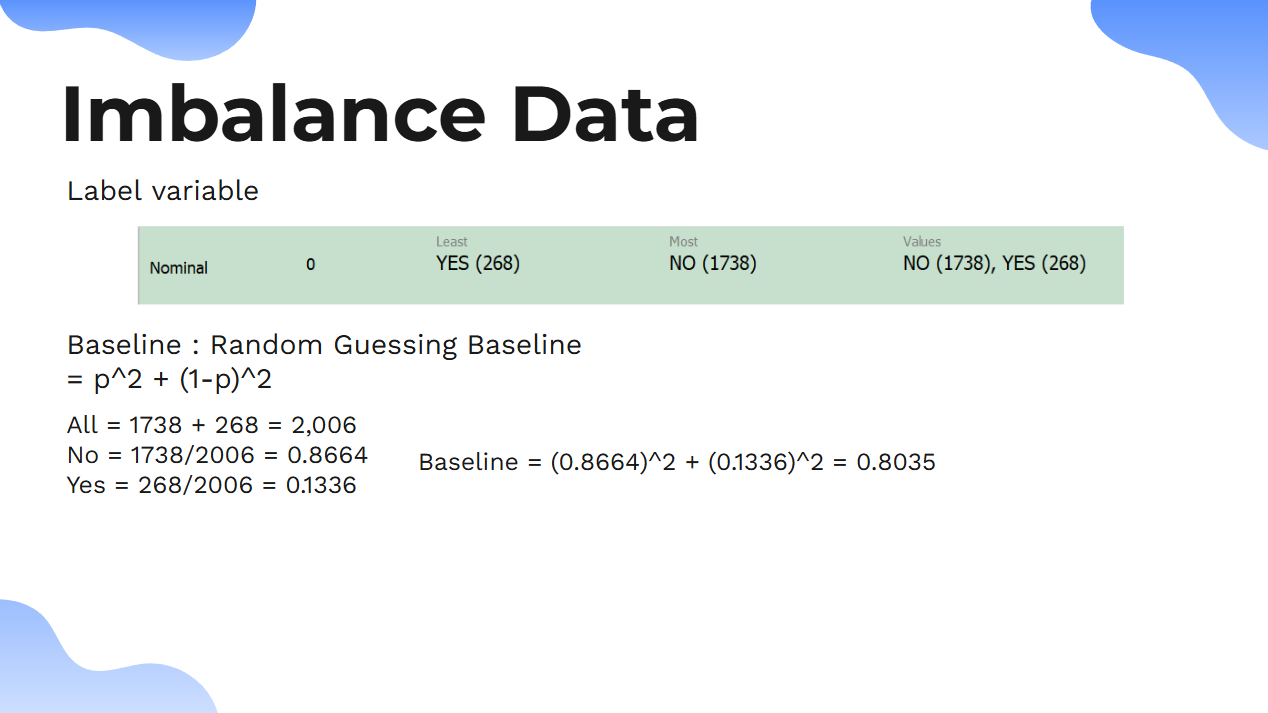 Imbalance Data
Label variable
Least Most Values
Nominal 0 YES (268) NO (1738) NO (1738), YES (268)
Baseline : Random Guessing Baseline
= p^2 + (1-p)^2
All = 1738 + 268 = 2,006
No = 1738/2006 = 0.8664
Yes = 268/2006 = 0.1336
Baseline = (0.8664)^2 + (0.1336)^2 = 0.8035